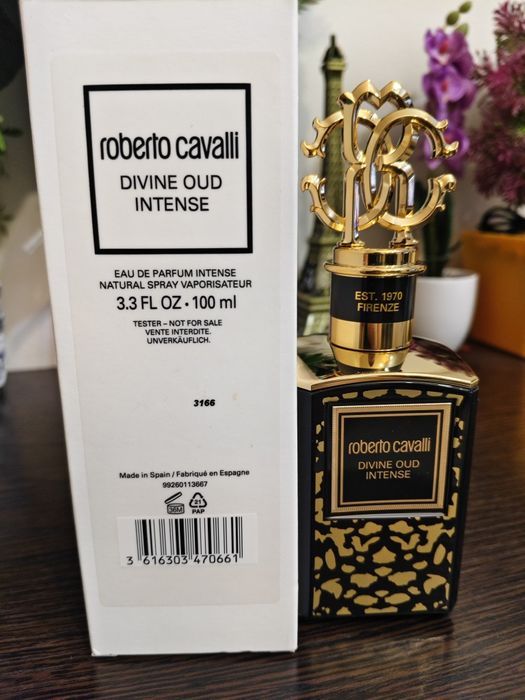 roberto cavalli
DIVINE OUD
INTENSE
EAU DE PARFUM INTENSE
NATURAL SPRAY VAPORISATEUR
3.3 FL OZ • 100 ml
TESTER – NOT FOR SALE
VENTE INTERDITE.
UNVERKÄUFLICH.
3166
Made in Spain / Fabriqué en Espagne
99260113667
36M
21
PAP
3 616303 470661
EST. 1970
FIRENZE
roberto cavalli
DIVINE OUD
INTENSE